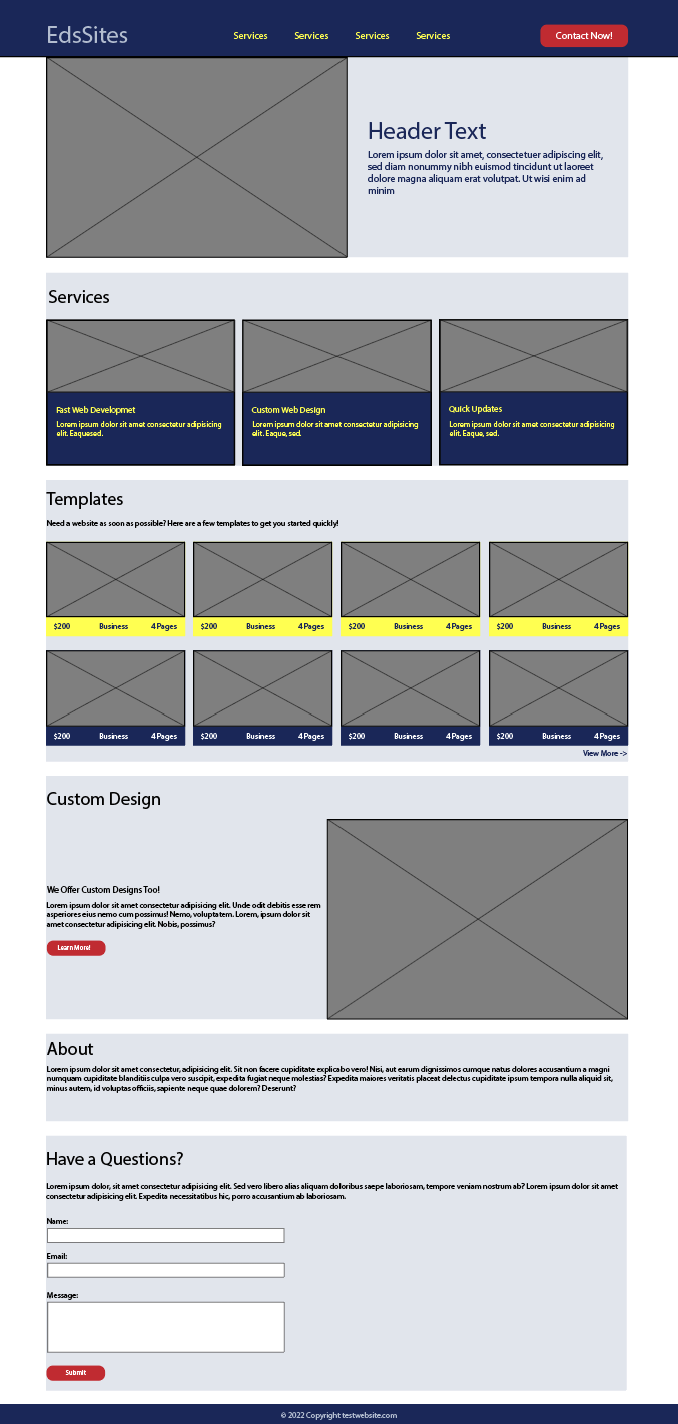 EdsSites
Services
Services
Services
Services
Contact Now!
Header Text
Lorem ipsum dolor sit amet, consectetuer adipiscing elit,
sed diam nonummy nibh euismod tincidunt ut laoreet
dolore magna aliquam erat volutpat. Ut wisi enim ad
minim
Services
Fast Web Developmet
Lorem ipsum dolor sit amet consectetur adipisicing
elit. Eaquesed.
Custom Web Design
Lorem ipsum dolor sit amet consectetur adipisicing
elit. Eaque, sed.
Quick Updates
Lorem ipsum dolor sit amet consectetur adipisicing
elit. Eaque, sed.
Templates
Need a website as soon as possible? Here are a few templates to get you started quickly!
$200 Business 4 Pages
$200 Business 4 Pages
$200 Business 4 Pages
$200 Business 4 Pages
$200 Business 4 Pages
$200 Business 4 Pages
$200 Business 4 Pages
$200 Business 4 Pages
View More ->
Custom Design
We Offer Custom Designs Too!
Lorem ipsum dolor sit amet consectetur adipisicing elit. Unde odit debitis esse rem
asperiores eius nemo cum possimus! Nemo, voluptatem. Lorem, ipsum dolor sit
amet consectetur adipisicing elit. Nobis, possimus?
Learn More!
About
Lorem ipsum dolor sit amet consectetur, adipisicing elit. Sit non facere cupiditate explicabo vero! Nisi, aut earum dignissimos cumque natus dolores accusantium a magni
numquam cupiditate blanditiis culpa vero suscipit, expedita fugiat neque molestias? Expedita maiores veritatis placeat delectus cupiditate ipsum tempora nulla aliquid sit,
minus autem, id voluptas officiis, sapiente neque quae dolorem? Deserunt?
Have a Questions?
Lorem ipsum dolor, sit amet consectetur adipisicing elit. Sed vero libero alias aliquam dolloribus saepe laboriosam, tempore veniam nostrum ab? Lorem ipsum dolor sit amet
consectetur adipisicing elit. Expedita necessitatibus hic, porro accusantium ab laboriosam.
Name:
Email:
Message:
Submit
© 2022 Copyright: testwebsite.com